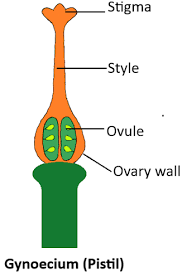 Stigma
Style
Ovule
Ovary wall
Gynoecium (Pistil)